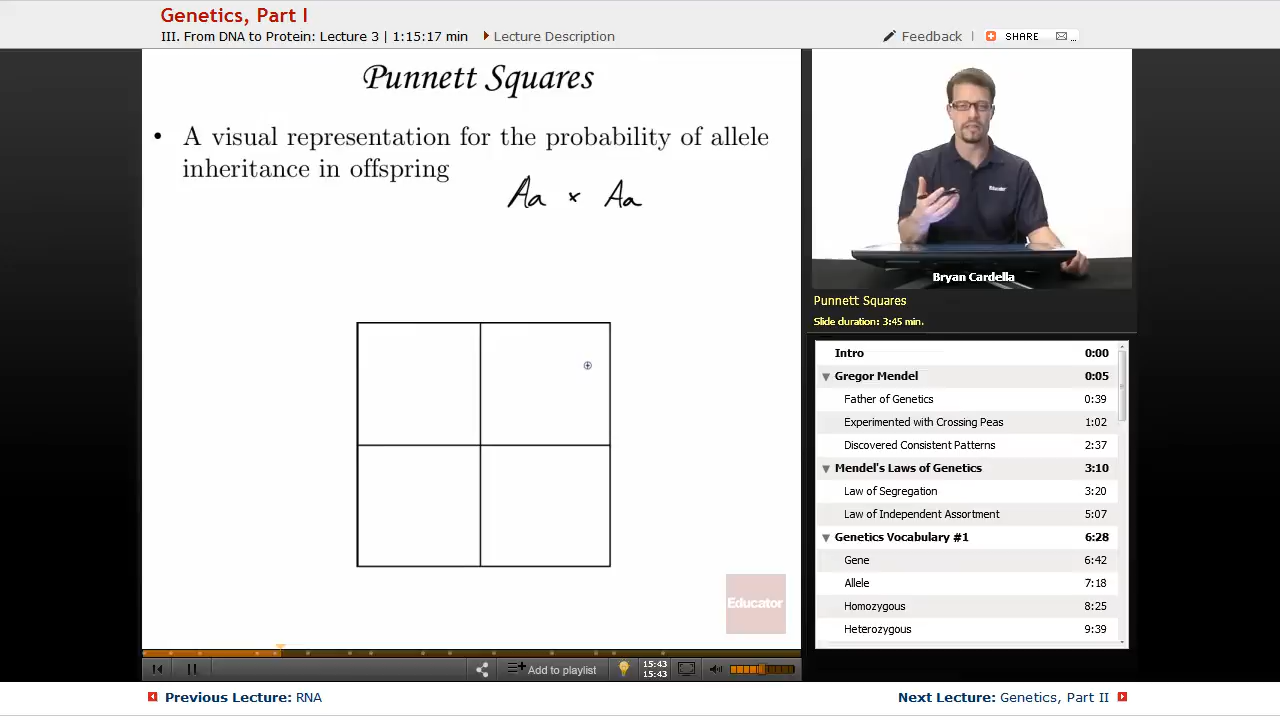 Genetics, Part I
III. From DNA to Protein: Lecture 3 | 1:15:17 min
Lecture Description
Feedback
SHARE
...
Punnett Squares
• A visual representation for the probability of allele
inheritance in offspring
Aa × Aa
Educator
Educator
Bryan Cardella
Punnett Squares
Slide duration: 3:45 min.
Intro 0:00
Gregor Mendel 0:05
Father of Genetics 0:39
Experimented with Crossing Peas 1:02
Discovered Consistent Patterns 2:37
Mendel's Laws of Genetics 3:10
Law of Segregation 3:20
Law of Independent Assortment 5:07
Genetics Vocabulary #1 6:28
Gene 6:42
Allele 7:18
Homozygous 8:25
Heterozygous 9:39
Add to playlist
15:43
15:43
Previous Lecture: RNA
Next Lecture: Genetics, Part II